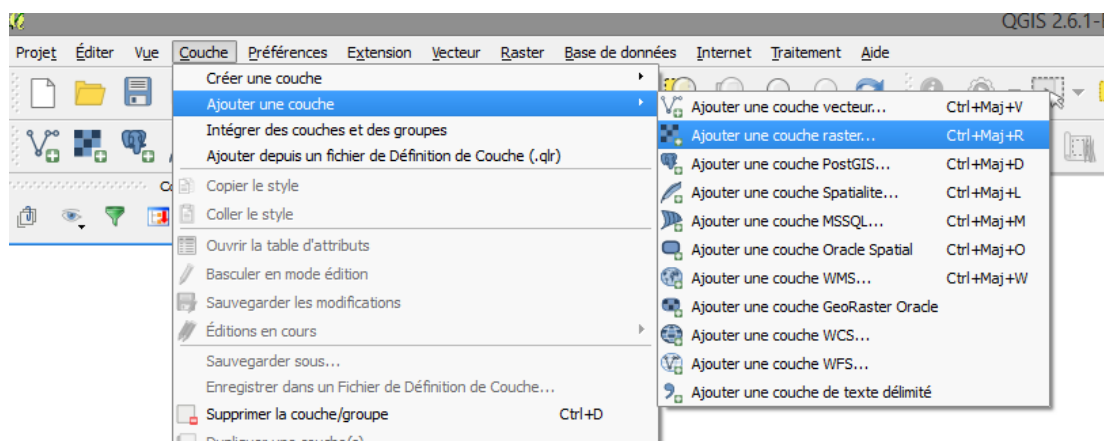 QGIS 2.6.1-
Projet Éditer Vue Couche Préférences Extension Vecteur Raster Base de données Internet Traitement Aide
Créer une couche
Ajouter une couche
Intégrer des couches et des groupes
Ajouter depuis un fichier de Définition de Couche (.qlr)
Copier le style
Coller le style
Ouvrir la table d'attributs
Basculer en mode édition
Sauvegarder les modifications
Éditions en cours
Sauvegarder sous...
Enregistrer dans un Fichier de Définition de Couche...
Supprimer la couche/groupe Ctrl+D
Ajouter une couche vecteur... Ctrl+Maj+V
Ajouter une couche raster... Ctrl+Maj+R
Ajouter une couche PostGIS... Ctrl+Maj+D
Ajouter une couche Spatialite... Ctrl+Maj+L
Ajouter une couche MSSQL... Ctrl+Maj+M
Ajouter une couche Oracle Spatial Ctrl+Maj+O
Ajouter une couche WMS... Ctrl+Maj+W
Ajouter une couche GeoRaster Oracle
Ajouter une couche WCS...
Ajouter une couche WFS...
Ajouter une couche de texte délimité